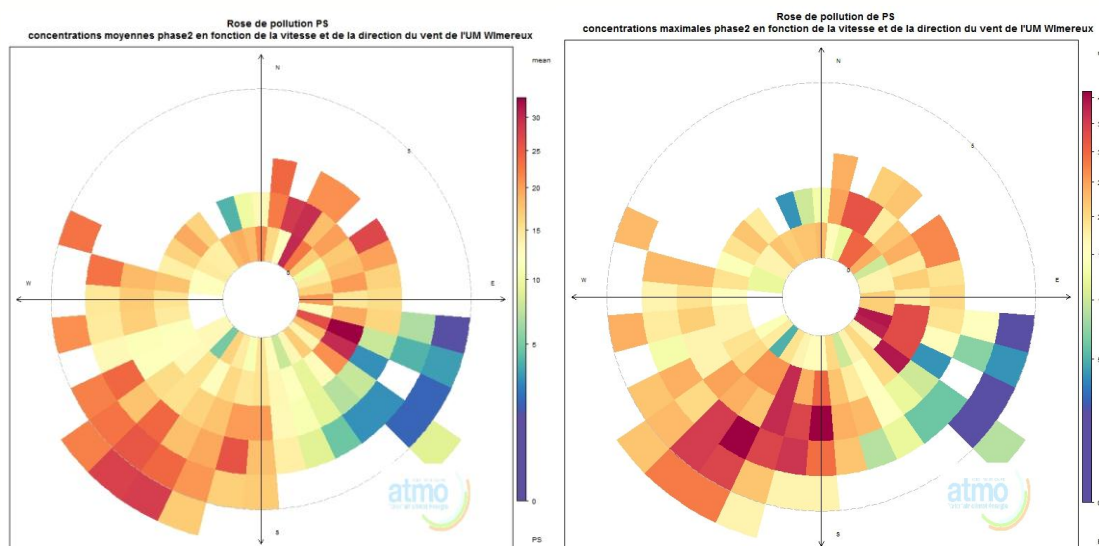 Rose de pollution PS
concentrations moyennes phase2 en fonction de la vitesse et de la direction du vent de l'UM WImereux
mean
N
30
25
20
15
10
5
0
5
0
W
E
S
PS
atmo
Rose de pollution de PS
concentrations maximales phase2 en fonction de la vitesse et de la direction du vent de l'UM WImereux
N
5
0
W
E
S
atmo